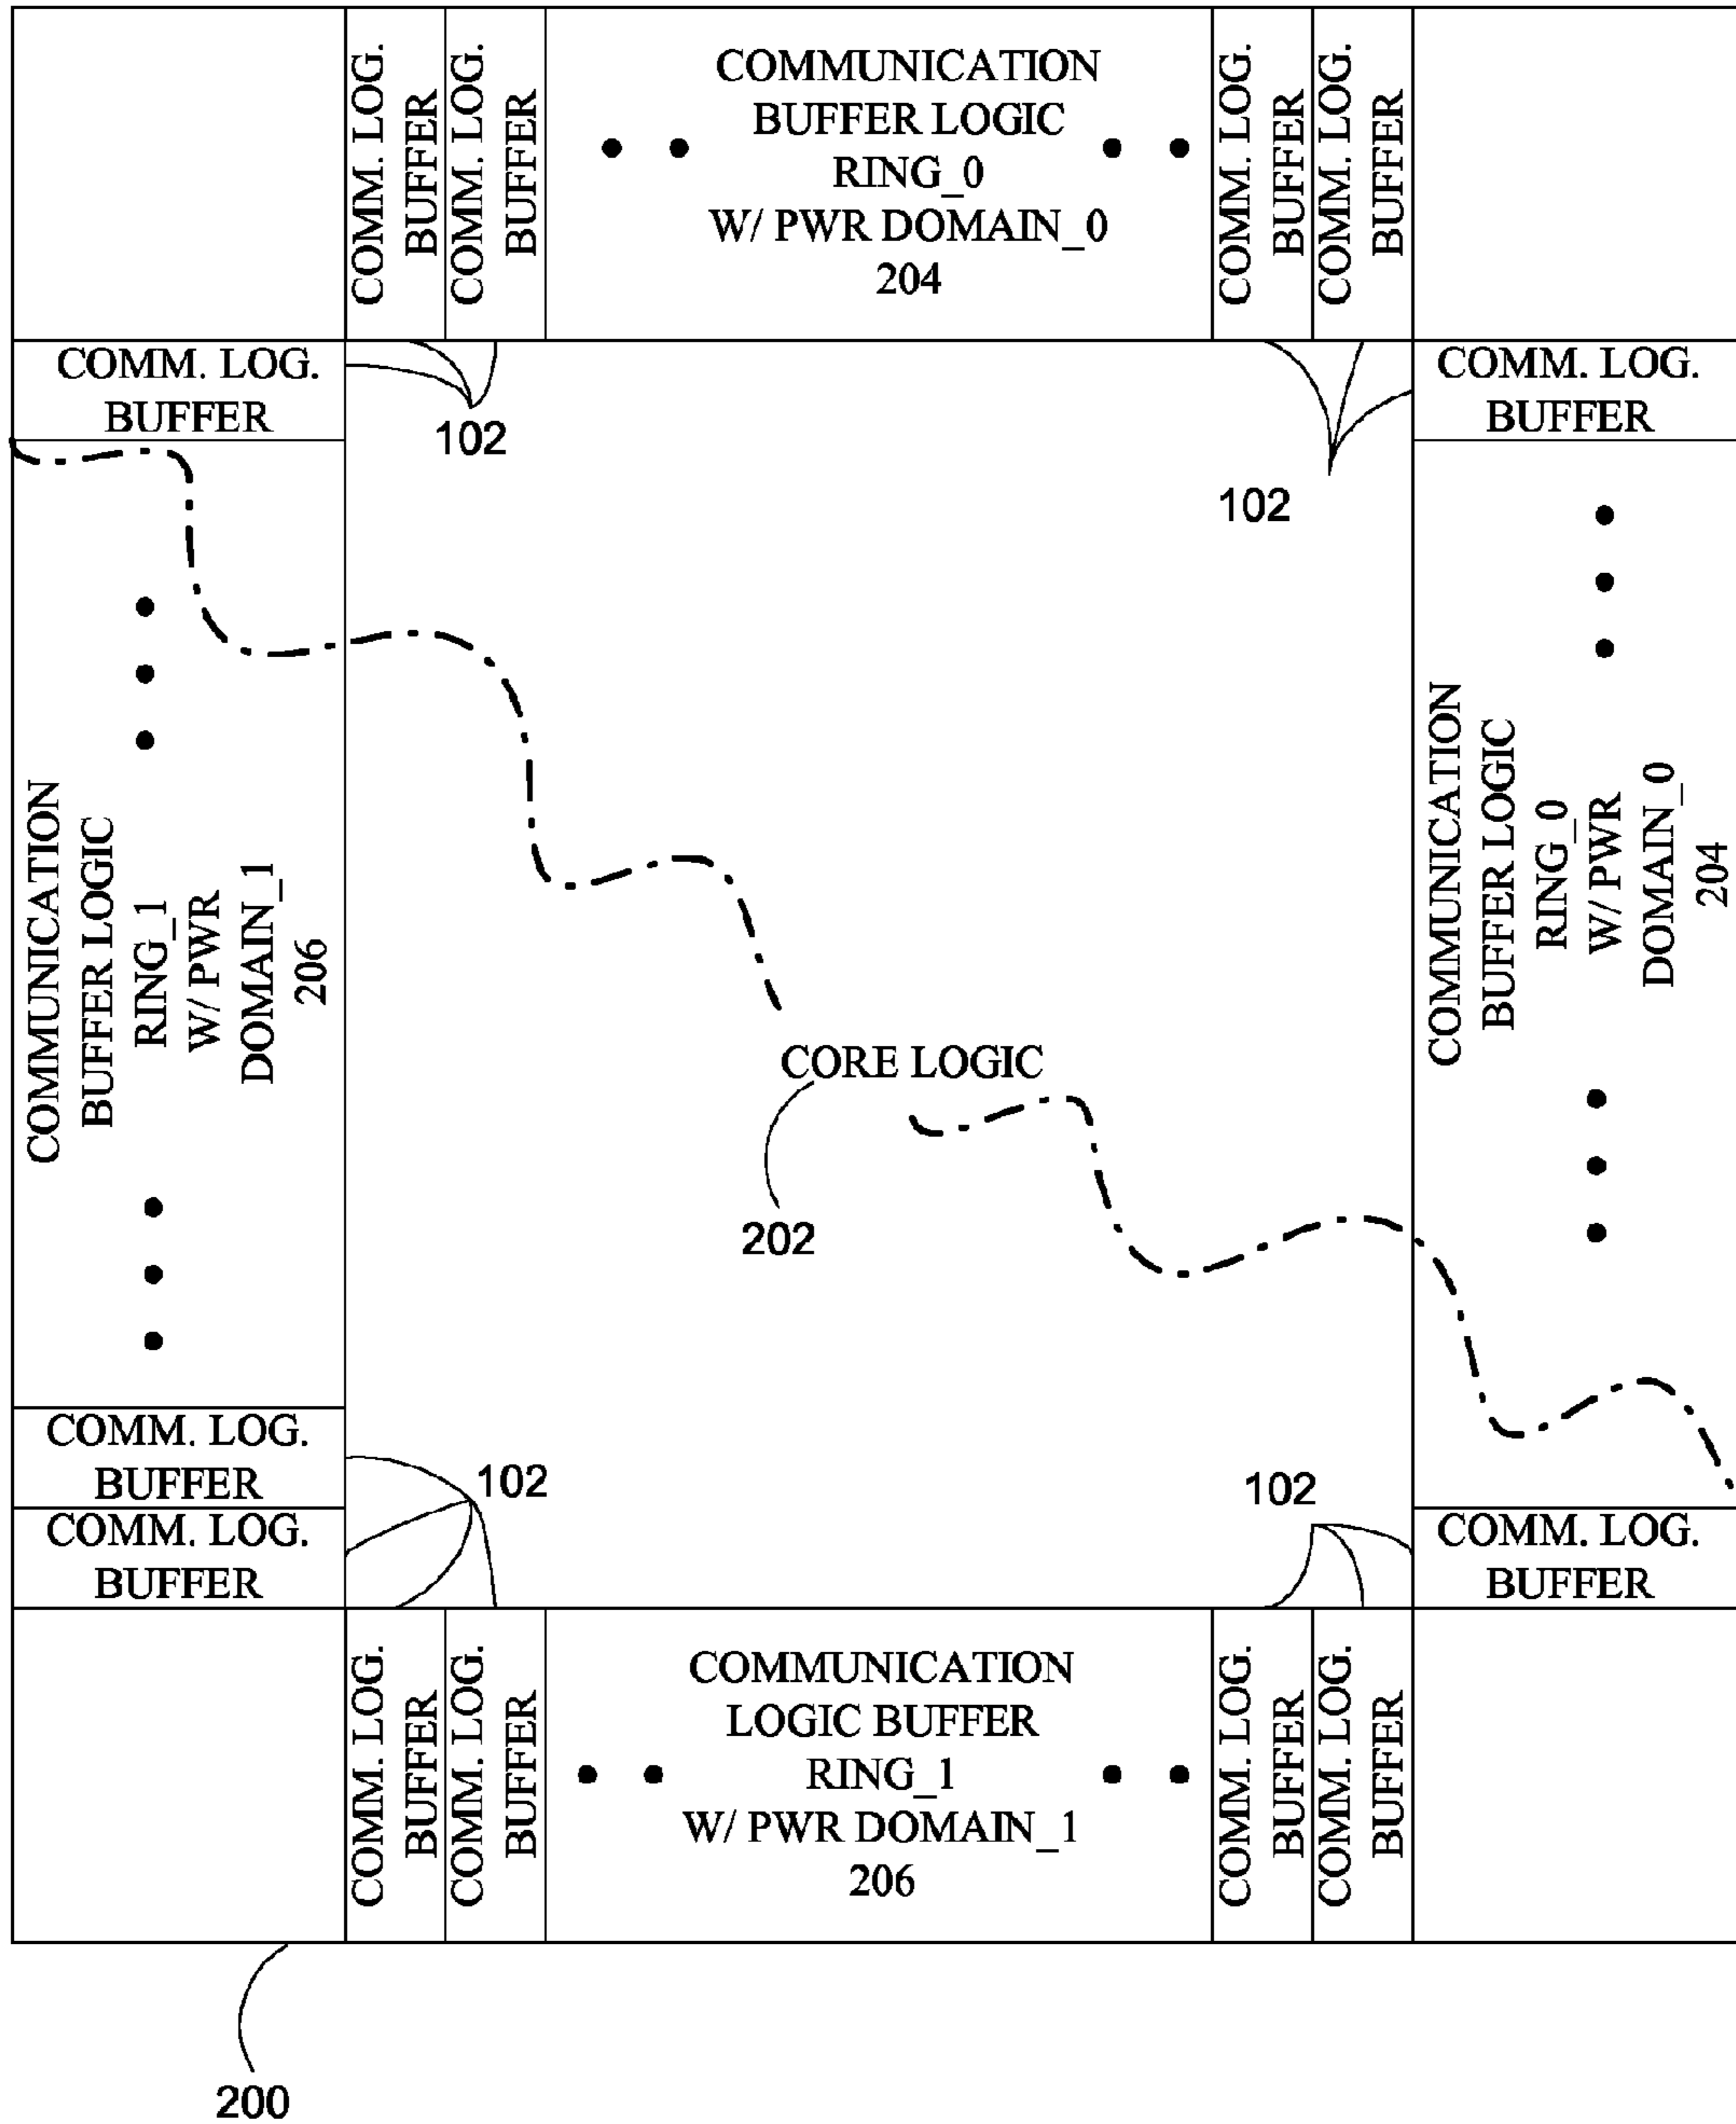 COMM. LOG.
BUFFER
COMM. LOG.
BUFFER
COMMUNICATION
BUFFER LOGIC
RING_0
W/ PWR DOMAIN_0
204
COMM. LOG.
BUFFER
COMM. LOG.
BUFFER
COMM. LOG.
BUFFER
102
102
COMM. LOG.
BUFFER
COMMUNICATION
BUFFER LOGIC
RING_1
W/ PWR
DOMAIN_1
206
CORE LOGIC
202
COMMUNICATION
BUFFER LOGIC
RING_0
W/ PWR
DOMAIN_0
204
COMM. LOG.
BUFFER
COMM. LOG.
BUFFER
102
102
COMM. LOG.
BUFFER
COMM. LOG.
BUFFER
COMM. LOG.
BUFFER
COMMUNICATION
LOGIC BUFFER
RING_1
W/ PWR DOMAIN_1
206
COMM. LOG.
BUFFER
COMM. LOG.
BUFFER
200